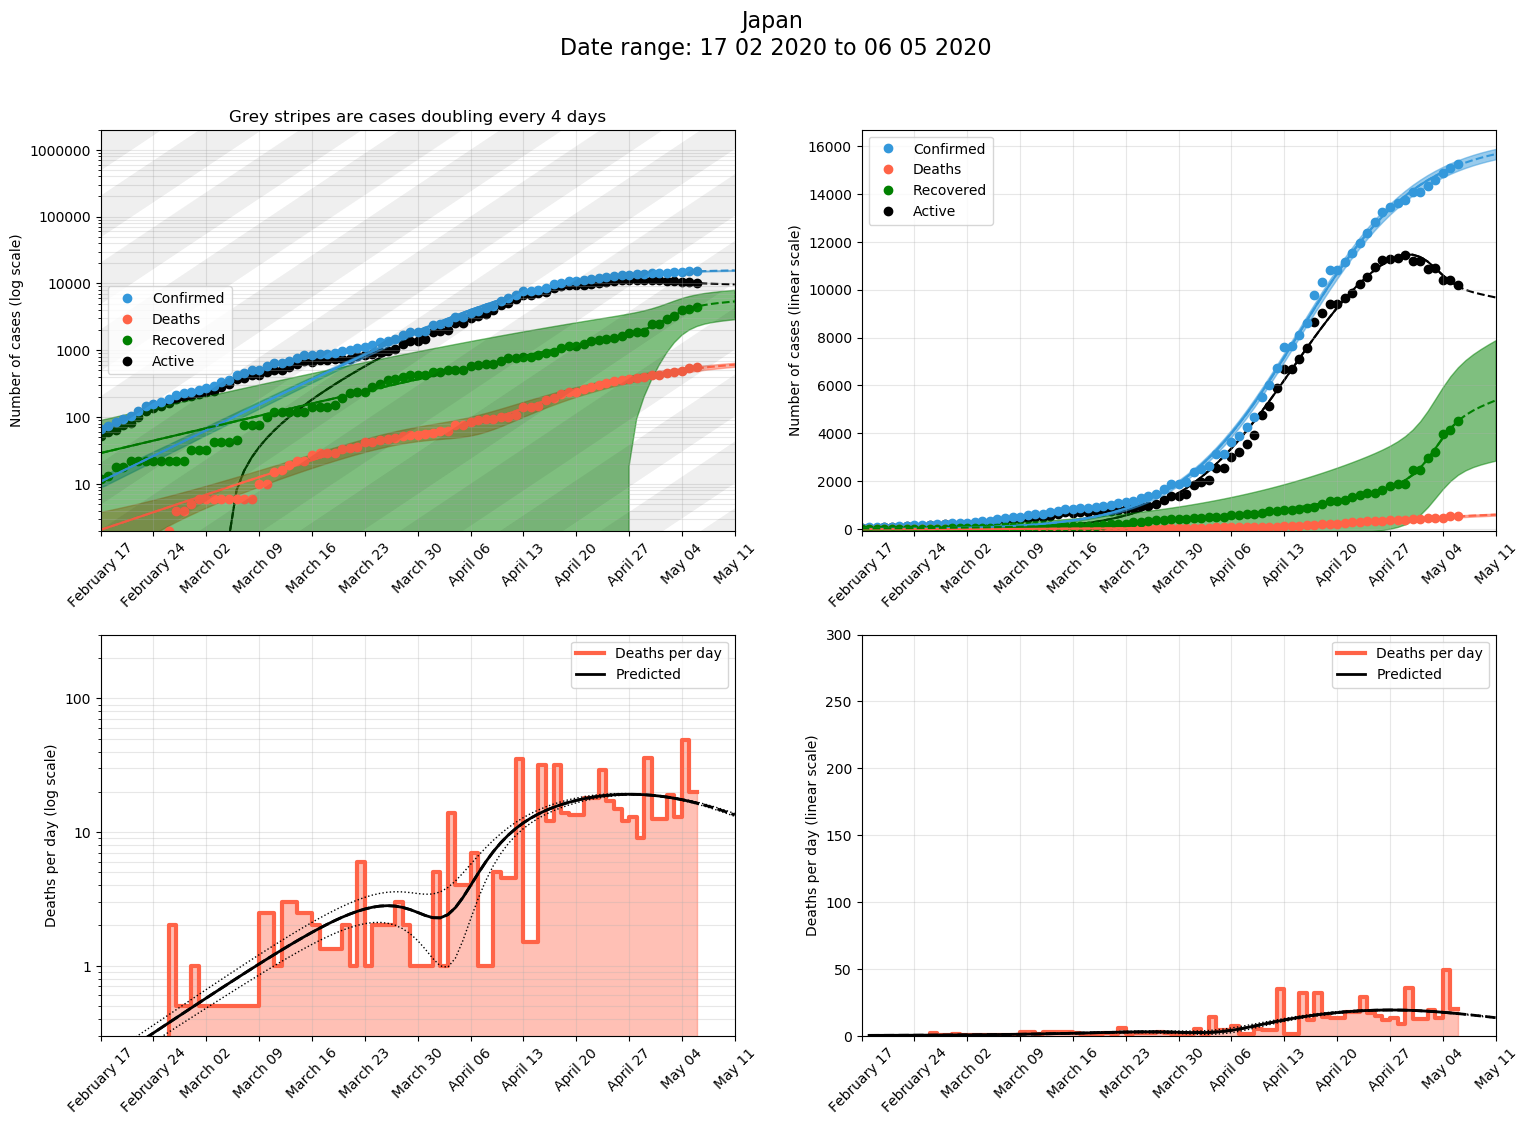 Japan
Date range: 17 02 2020 to 06 05 2020
Grey stripes are cases doubling every 4 days
Number of cases (log scale)
1000000
100000
10000
1000
100
10
Confirmed
Deaths
Recovered
Active
February 17
February 24
March 02
March 09
March 16
March 23
March 30
April 06
April 13
April 20
April 27
May 04
May 11
Number of cases (linear scale)
16000
14000
12000
10000
8000
6000
4000
2000
0
Confirmed
Deaths
Recovered
Active
February 17
February 24
March 02
March 09
March 16
March 23
March 30
April 06
April 13
April 20
April 27
May 04
May 11
Deaths per day (log scale)
100
10
1
Deaths per day
Predicted
February 17
February 24
March 02
March 09
March 16
March 23
March 30
April 06
April 13
April 20
April 27
May 04
May 11
Deaths per day (linear scale)
300
250
200
150
100
50
0
Deaths per day
Predicted
February 17
February 24
March 02
March 09
March 16
March 23
March 30
April 06
April 13
April 20
April 27
May 04
May 11